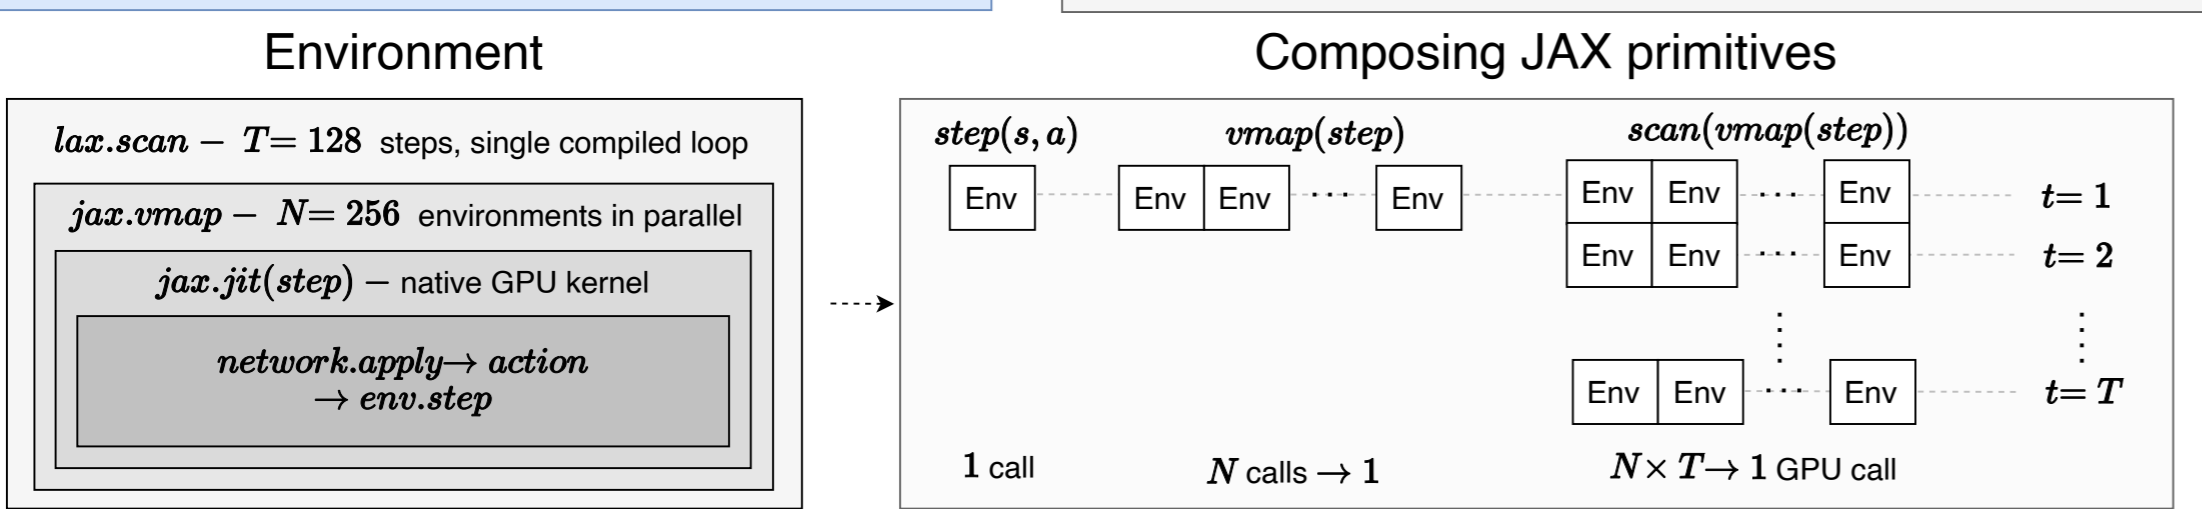 Environment
lax.scan − T= 128 steps, single compiled loop
jax.vmap − N= 256 environments in parallel
jax.jit(step) − native GPU kernel
network.apply→ action
→ env.step
Composing JAX primitives
step(s, a) vmap(step) scan(vmap(step))
Env Env Env ... Env Env Env ... Env t= 1
Env Env ... Env t= 2
Env Env ... Env t= T
1 call N calls → 1 N× T→ 1 GPU call